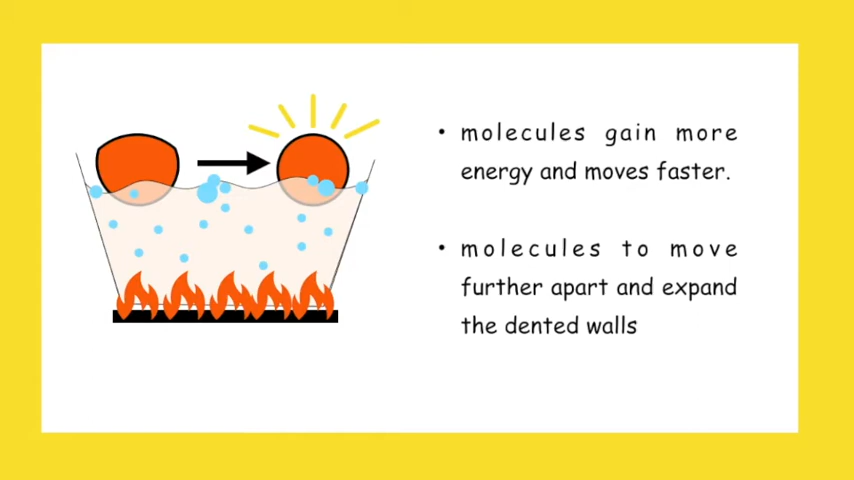 • molecules gain more
energy and moves faster.
• molecules to move
further apart and expand
the dented walls